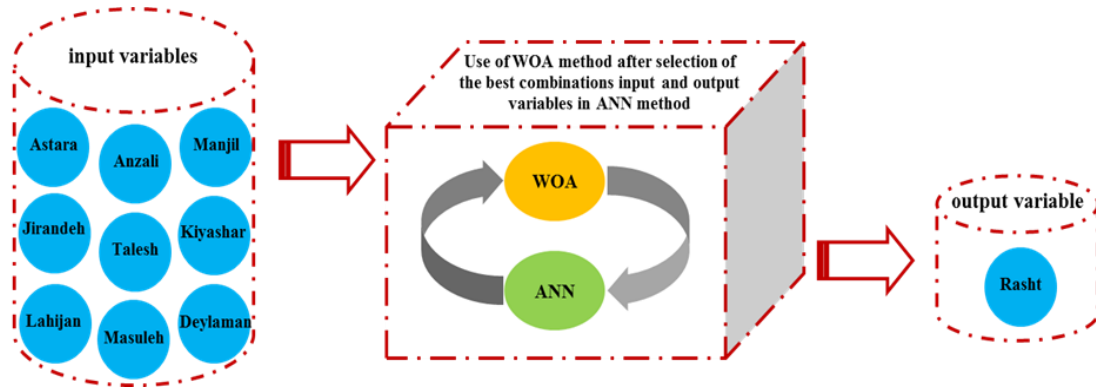 input variables
Astara
Anzali
Manjil
Jirandeh
Talesh
Kiyashar
Lahijan
Masuleh
Deylaman
Use of WOA method after selection of
the best combinations input and output
variables in ANN method
WOA
ANN
output variable
Rasht